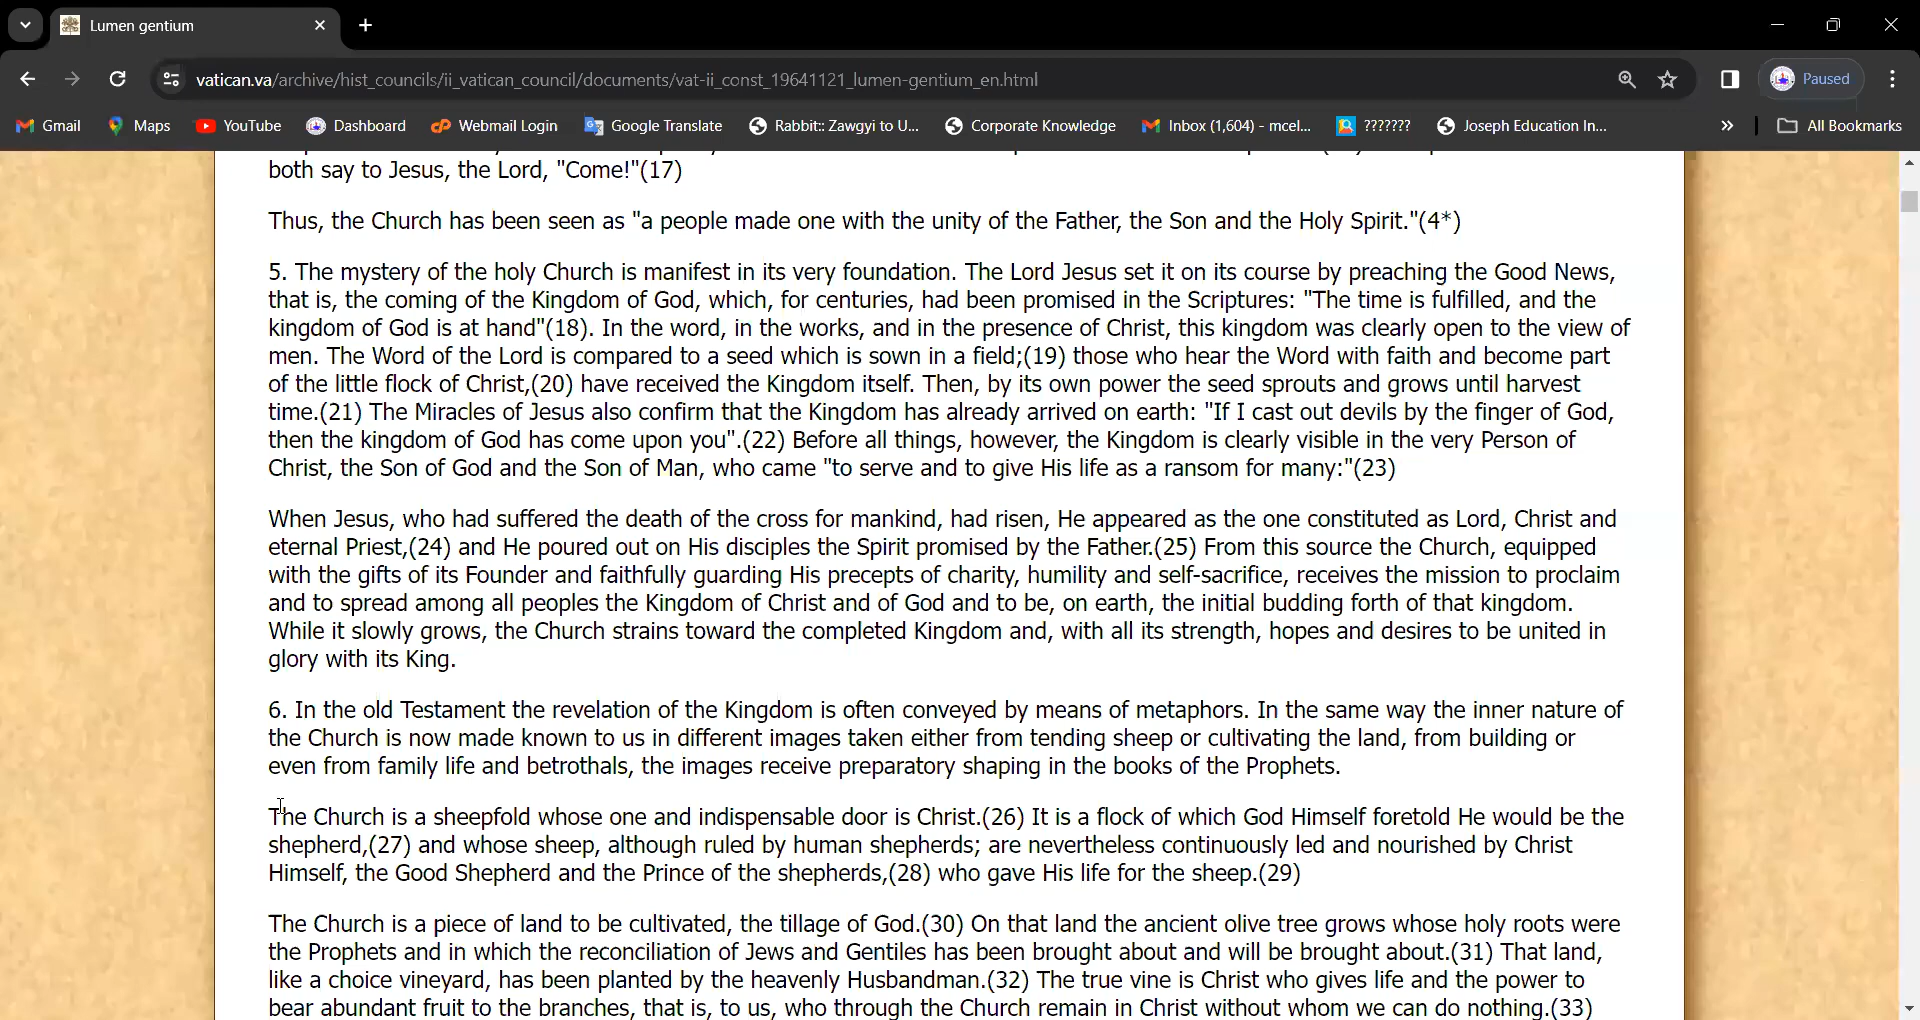 Lumen gentium
vatican.va/archive/hist_councils/ii_vatican_council/documents/vat-ii_const_19641121_lumen-gentium_en.html
Paused
Gmail Maps YouTube Dashboard Webmail Login Google Translate Rabbit:: Zawgyi to U... Corporate Knowledge Inbox (1,604) - mcel... ??????? Joseph Education In... » All Bookmarks
both say to Jesus, the Lord, "Come!"(17)
Thus, the Church has been seen as "a people made one with the unity of the Father, the Son and the Holy Spirit."(4*)
5. The mystery of the holy Church is manifest in its very foundation. The Lord Jesus set it on its course by preaching the Good News,
that is, the coming of the Kingdom of God, which, for centuries, had been promised in the Scriptures: "The time is fulfilled, and the
kingdom of God is at hand"(18). In the word, in the works, and in the presence of Christ, this kingdom was clearly open to the view of
men. The Word of the Lord is compared to a seed which is sown in a field;(19) those who hear the Word with faith and become part
of the little flock of Christ,(20) have received the Kingdom itself. Then, by its own power the seed sprouts and grows until harvest
time.(21) The Miracles of Jesus also confirm that the Kingdom has already arrived on earth: "If I cast out devils by the finger of God,
then the kingdom of God has come upon you".(22) Before all things, however, the Kingdom is clearly visible in the very Person of
Christ, the Son of God and the Son of Man, who came "to serve and to give His life as a ransom for many:"(23)
When Jesus, who had suffered the death of the cross for mankind, had risen, He appeared as the one constituted as Lord, Christ and
eternal Priest,(24) and He poured out on His disciples the Spirit promised by the Father.(25) From this source the Church, equipped
with the gifts of its Founder and faithfully guarding His precepts of charity, humility and self-sacrifice, receives the mission to proclaim
and to spread among all peoples the Kingdom of Christ and of God and to be, on earth, the initial budding forth of that kingdom.
While it slowly grows, the Church strains toward the completed Kingdom and, with all its strength, hopes and desires to be united in
glory with its King.
6. In the old Testament the revelation of the Kingdom is often conveyed by means of metaphors. In the same way the inner nature of
the Church is now made known to us in different images taken either from tending sheep or cultivating the land, from building or
even from family life and betrothals, the images receive preparatory shaping in the books of the Prophets.
The Church is a sheepfold whose one and indispensable door is Christ.(26) It is a flock of which God Himself foretold He would be the
shepherd,(27) and whose sheep, although ruled by human shepherds; are nevertheless continuously led and nourished by Christ
Himself, the Good Shepherd and the Prince of the shepherds,(28) who gave His life for the sheep.(29)
The Church is a piece of land to be cultivated, the tillage of God.(30) On that land the ancient olive tree grows whose holy roots were
the Prophets and in which the reconciliation of Jews and Gentiles has been brought about and will be brought about.(31) That land,
like a choice vineyard, has been planted by the heavenly Husbandman.(32) The true vine is Christ who gives life and the power to
bear abundant fruit to the branches, that is, to us, who through the Church remain in Christ without whom we can do nothing.(33)